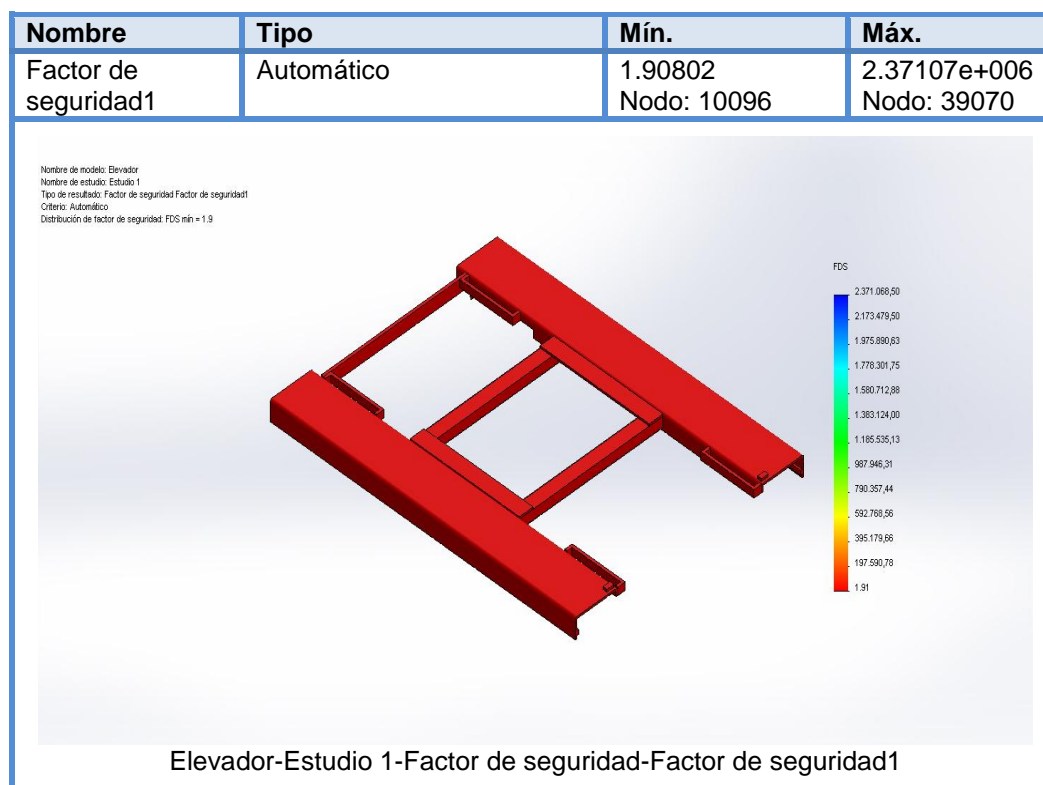 Nombre Tipo Mín. Máx.
Factor de seguridad1 Automático 1.90802 2.37107e+006
Nodo: 10096 Nodo: 39070
Nombre de modelo: Elevador
Nombre de estudio: Estudio 1
Tipo de resultado: Factor de seguridad Factor de seguridad1
Criterio: Automático
Distribución de factor de seguridad: FDS mín = 1.9
FDS
2.371.068,50
2.173.479,50
1.975.890,63
1.778.301,75
1.580.712,88
1.383.124,00
1.185.535,13
987.946,31
790.357,44
592.768,56
395.179,66
197.590,78
1.91
Elevador-Estudio 1-Factor de seguridad-Factor de seguridad1